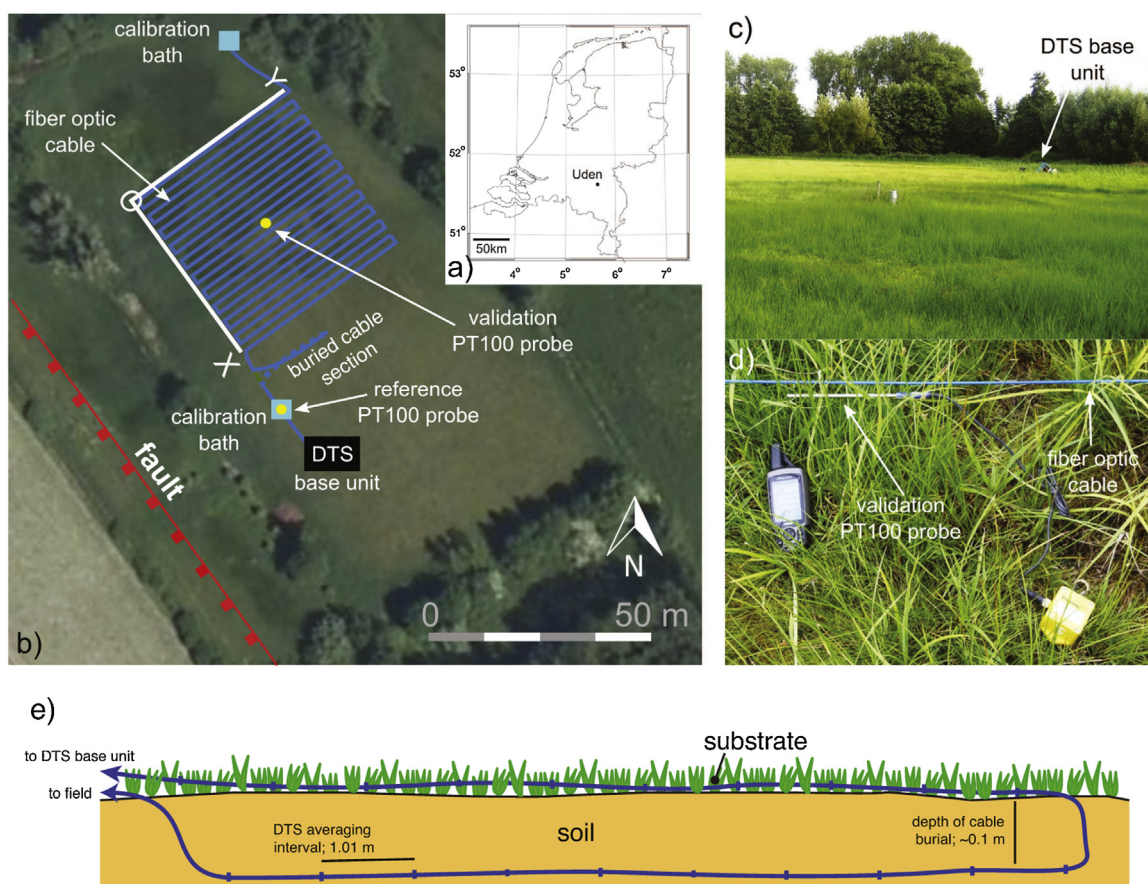 calibration
bath
Y
fiber optic
cable
validation
PT100 probe
buried cable
section
X
reference
PT100 probe
calibration
bath
DTS
base unit
fault
N
0 50 m
b)
53°
52°
51°
Uden
50km
4° 5° 6° 7°
a)
c)
DTS base
unit
d)
validation
PT100 probe
fiber optic
cable
e)
to DTS base unit
to field
substrate
soil
DTS averaging
interval; 1.01 m
depth of cable
burial; ~0.1 m